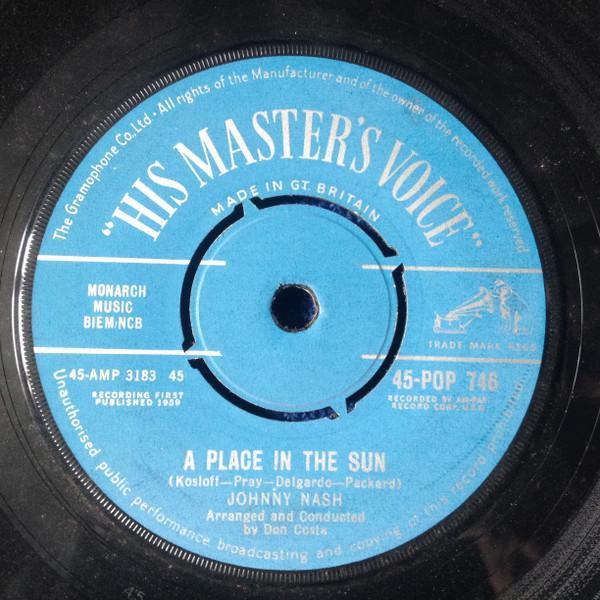 The Gramophone Co. Ltd • All rights of the Manufacturer and of the owner of the recorded work reserved
"HIS MASTER'S VOICE"
MADE IN GT. BRITAIN
MONARCH
MUSIC
BIEM/NCB
TRADE MARK REGD
45-AMP 3183 45
RECORDING FIRST
PUBLISHED 1959
45-POP 746
RECORDED BY AM-PAR
RECORD CORP. U.S.A.
A PLACE IN THE SUN
(Kosloff—Pray—Delgardo—Packard)
JOHNNY NASH
Arranged and Conducted
by Don Costa
Unauthorised public performance broadcasting and copying of this record prohibited